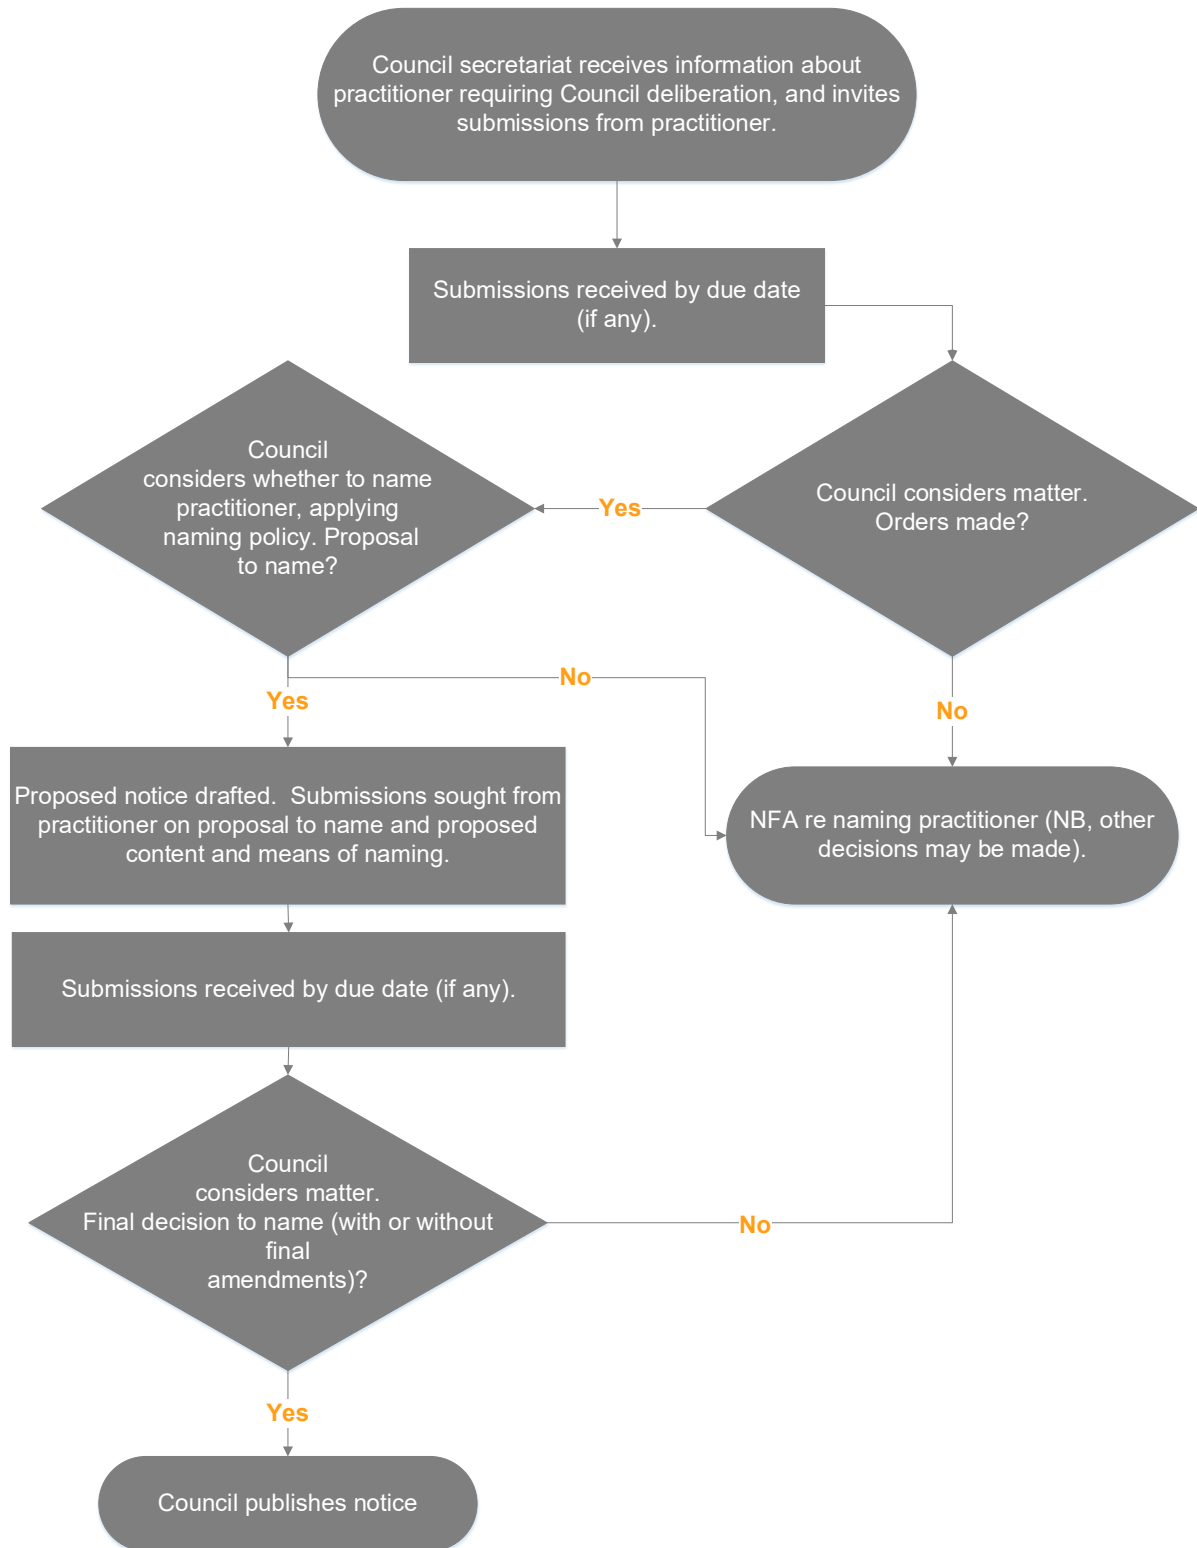 Council secretariat receives information about
practitioner requiring Council deliberation, and invites
submissions from practitioner.
Submissions received by due date
(if any).
Council considers matter.
Orders made?
Yes
No
Council
considers whether to name
practitioner, applying
naming policy. Proposal
to name?
No
Yes
NFA re naming practitioner (NB, other
decisions may be made).
Proposed notice drafted.  Submissions sought from
practitioner on proposal to name and proposed
content and means of naming.
Submissions received by due date (if any).
Council
considers matter.
Final decision to name (with or without
final
amendments)?
No
Yes
Council publishes notice